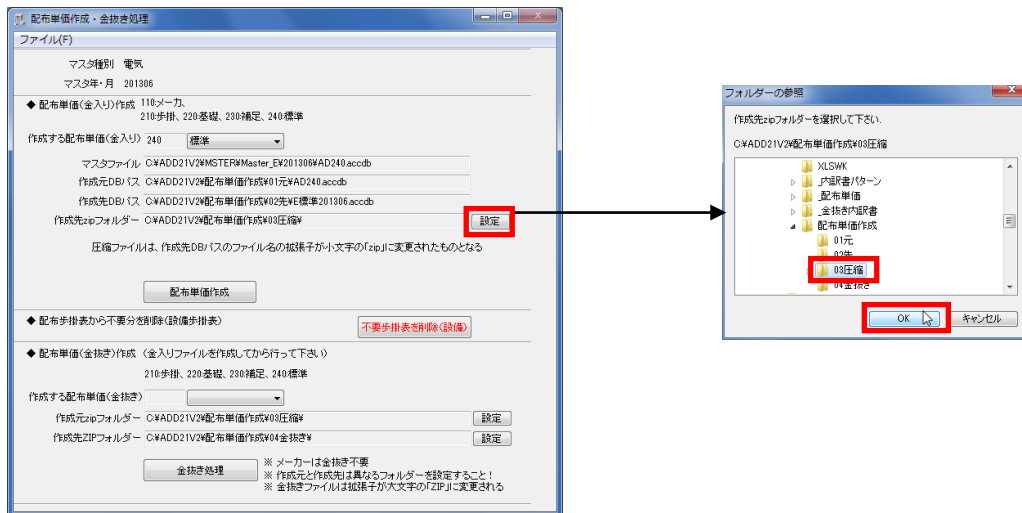 配布単価作成・金抜き処理
ファイル(F)
マスタ種別 電気
マスタ年・月 201306
◆ 配布単価(金入り)作成 110:メーカ、
210:歩掛、220:基礎、230:補足、240:標準
作成する配布単価(金入り) 240 標準
マスタファイル C:¥ADD21V2¥MSTER¥Master_E¥201306¥AD240.accdb
作成元DBパス C:¥ADD21V2¥配布単価作成¥01元¥AD240.accdb
作成先DBパス C:¥ADD21V2¥配布単価作成¥02先¥E標準201306.accdb
作成先zipフォルダー C:¥ADD21V2¥配布単価作成¥03圧縮¥ 設定
圧縮ファイルは、作成先DBパスのファイル名の拡張子が小文字の「zip」に変更されたものとなる
配布単価作成
◆ 配布歩掛表から不要分を削除(設備歩掛表) 不要歩掛表を削除(設備)
◆ 配布単価(金抜き)作成 (金入りファイルを作成してから行って下さい)
210:歩掛、220:基礎、230:補足、240:標準
作成する配布単価(金抜き)
作成元zipフォルダー C:¥ADD21V2¥配布単価作成¥03圧縮¥ 設定
作成先ZIPフォルダー C:¥ADD21V2¥配布単価作成¥04金抜き¥ 設定
金抜き処理 ※ メーカーは金抜き不要
※ 作成元と作成先は異なるフォルダーを設定すること!
※ 金抜きファイルは拡張子が大文字の「ZIP」に変更される
フォルダーの参照
作成先zipフォルダーを選択して下さい.
C:¥ADD21V2¥配布単価作成¥03圧縮
XLSWK
_内訳書パターン
_配布単価
_金抜き内訳書
配布単価作成
01元
02先
03圧縮
04金抜き
OK キャンセル